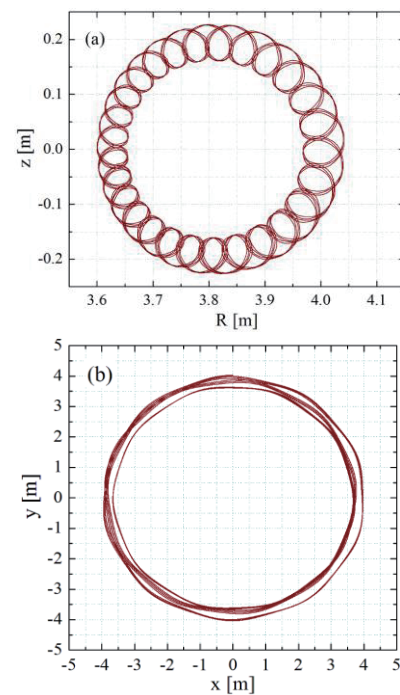 (a)
0.2
0.1
0.0
-0.1
-0.2
z [m]
3.6 3.7 3.8 3.9 4.0 4.1
R [m]
(b)
5
4
3
2
1
0
-1
-2
-3
-4
-5
y [m]
-5 -4 -3 -2 -1 0 1 2 3 4 5
x [m]